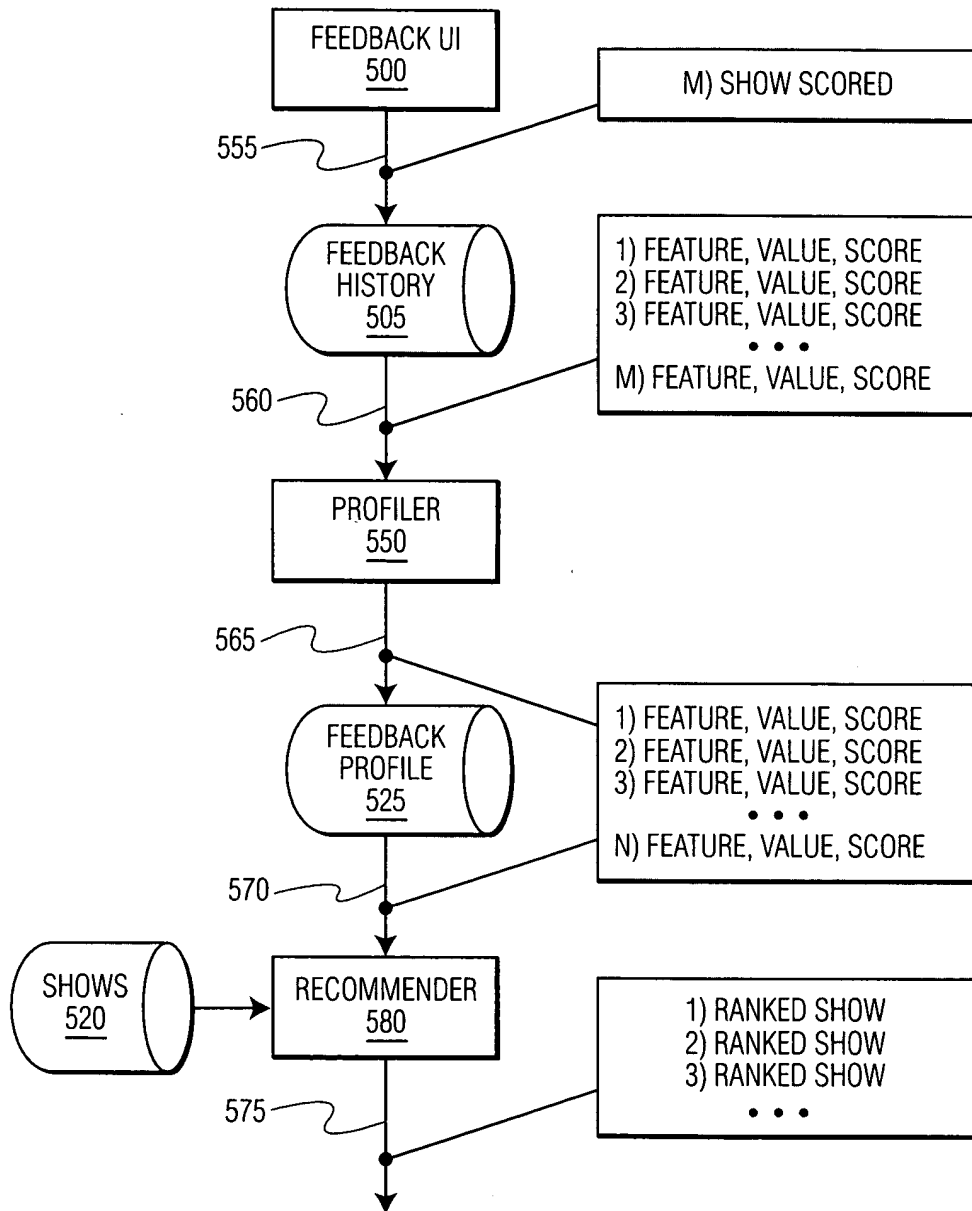 FEEDBACK UI
500
M) SHOW SCORED
555
FEEDBACK
HISTORY
505
1) FEATURE, VALUE, SCORE
2) FEATURE, VALUE, SCORE
3) FEATURE, VALUE, SCORE
• • •
M) FEATURE, VALUE, SCORE
560
PROFILER
550
565
FEEDBACK
PROFILE
525
1) FEATURE, VALUE, SCORE
2) FEATURE, VALUE, SCORE
3) FEATURE, VALUE, SCORE
• • •
N) FEATURE, VALUE, SCORE
570
SHOWS
520
RECOMMENDER
580
1) RANKED SHOW
2) RANKED SHOW
3) RANKED SHOW
• • •
575